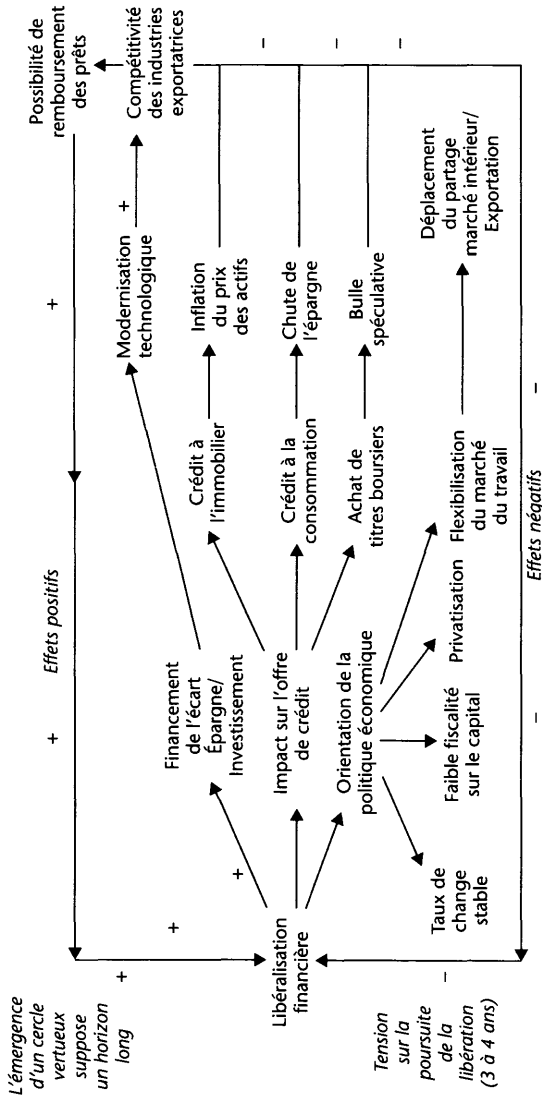 L'émergence
d'un cercle
vertueux
suppose
un horizon
long
+
+
Effets positifs
+
Possibilité de
remboursement
des prêts
+
+
Financement
de l'écart
Épargne/
Investissement
Modernisation
technologique
+
Compétitivité
des industries
exportatrices
Libéralisation
financière
Impact sur l'offre
de crédit
Crédit à
l'immobilier
Inflation
du prix
des actifs
–
Crédit à la
consommation
Chute de
l'épargne
–
Achat de
titres boursiers
Bulle
spéculative
–
Orientation de la
politique économique
Taux de
change
stable
Faible fiscalité
sur le capital
Privatisation
Flexibilisation
du marché
du travail
Déplacement
du partage
marché intérieur/
Exportation
Tension
sur la
poursuite
de la
libération
(3 à 4 ans)
–
–
Effets négatifs
–